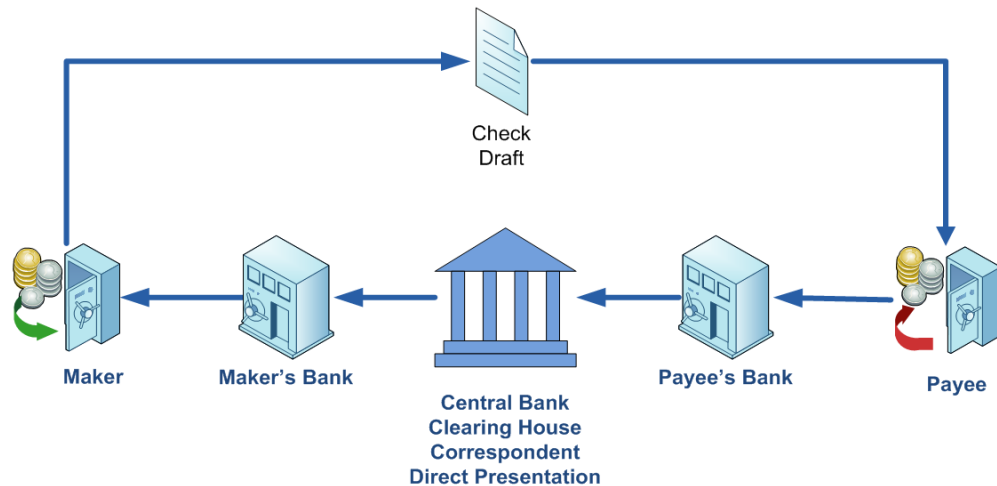 Check
Draft
Maker
Maker's Bank
Central Bank
Clearing House
Correspondent
Direct Presentation
Payee's Bank
Payee